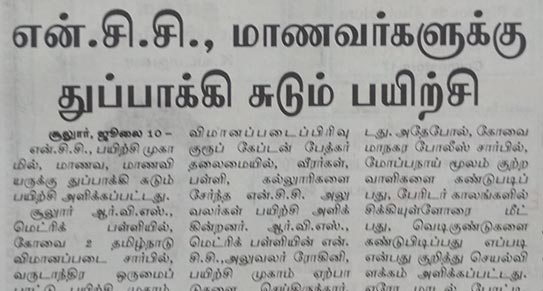 என்.சி.சி., மாணவர்களுக்கு
துப்பாக்கி சுடும் பயிற்சி
சூலூர், ஜூலை 10–
என்.சி.சி., பயிற்சி முகா
மில், மாணவ, மாணவி
யருக்கு துப்பாக்கி சுடும்
பயிற்சி அளிக்கப்பட்டது.
சூலூர் ஆர்.வி.எஸ்.,
மெட்ரிக் பள்ளியில்,
கோவை 2 தமிழ்நாடு
விமானப்படை சார்பில்,
வருடாந்திர ஒருமைப்
பாட்டு பயிற்சி முகாம்
விமானப்படைப்பிரிவு
குரூப் கேப்டன் பேத்கர்
தலைமையில், வீரர்கள்,
பள்ளி, கல்லூரிகளை
சேர்ந்த என்.சி.சி. அலு
வலர்கள் பயிற்சி அளிக்
கின்றனர். ஆர்.வி.எஸ்.,
மெட்ரிக் பள்ளியின் என்.
சி.சி.,அலுவலர் ரோகினி,
பயிற்சி முகாம் ஏற்பா
டுகளை செய்திருந்தார்.
டது. அதேபோல், கோவை
மாநகர போலீஸ் சார்பில்,
மோப்பநாய் மூலம் குற்ற
வாளிகளை கண்டுபடிப்
பது, பேரிடர் காலங்களில்
சிக்கியுள்ளோரை மீட்
பது, வெடிகுண்டுகளை
கண்டுபிடிப்பது எப்படி
என்பது குறித்து செயல்வி
ளக்கம் அளிக்கப்பட்டது.